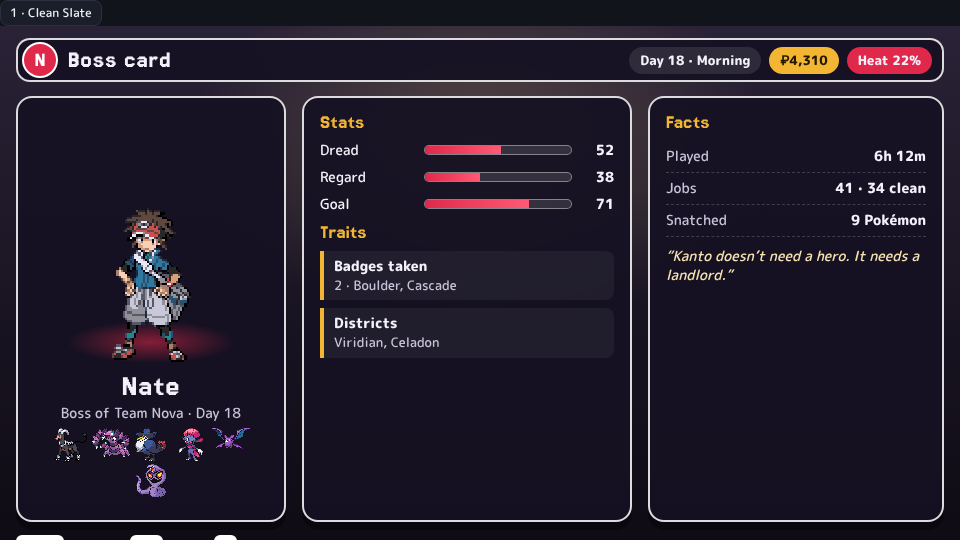 1 · Clean Slate
N Boss card
Day 18 · Morning
₽4,310
Heat 22%
Nate
Boss of Team Nova · Day 18
Stats
Dread 52
Regard 38
Goal 71
Traits
Badges taken
2 · Boulder, Cascade
Districts
Viridian, Celadon
Facts
Played 6h 12m
Jobs 41 · 34 clean
Snatched 9 Pokémon
“Kanto doesn’t need a hero. It needs a
landlord.”